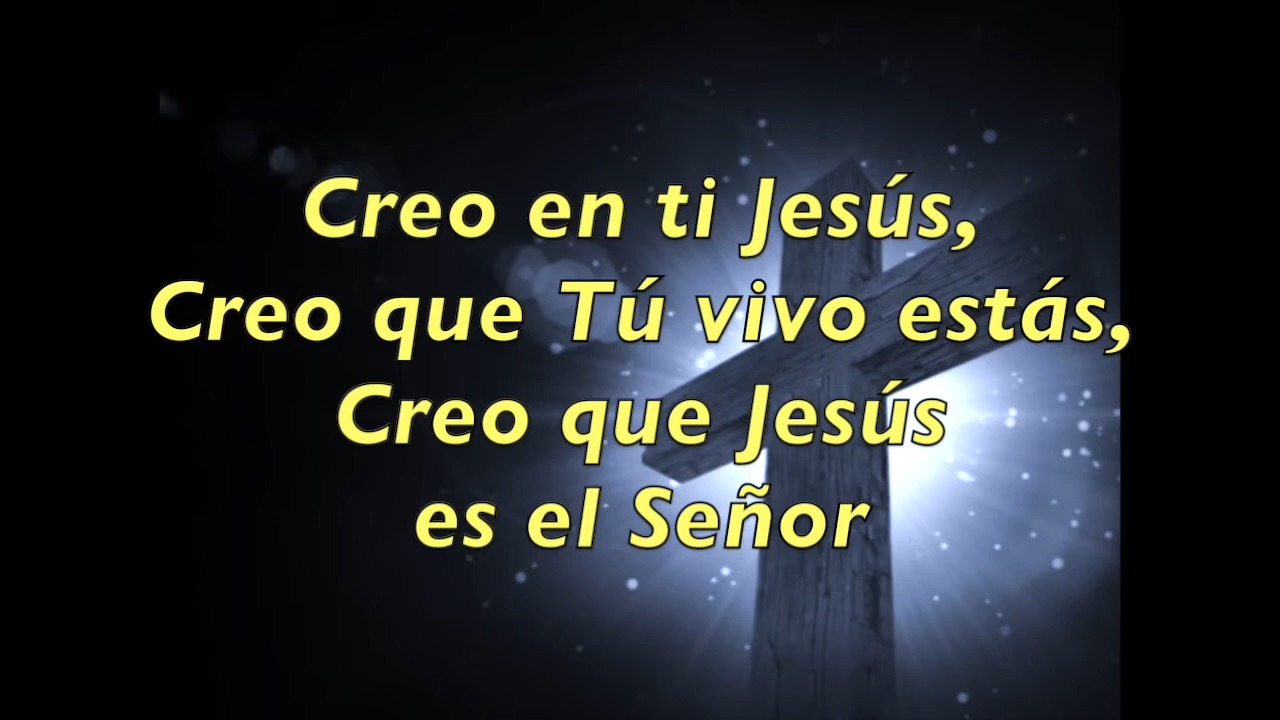 Creo en ti Jesús,
Creo que Tú vivo estás,
Creo que Jesús
es el Señor